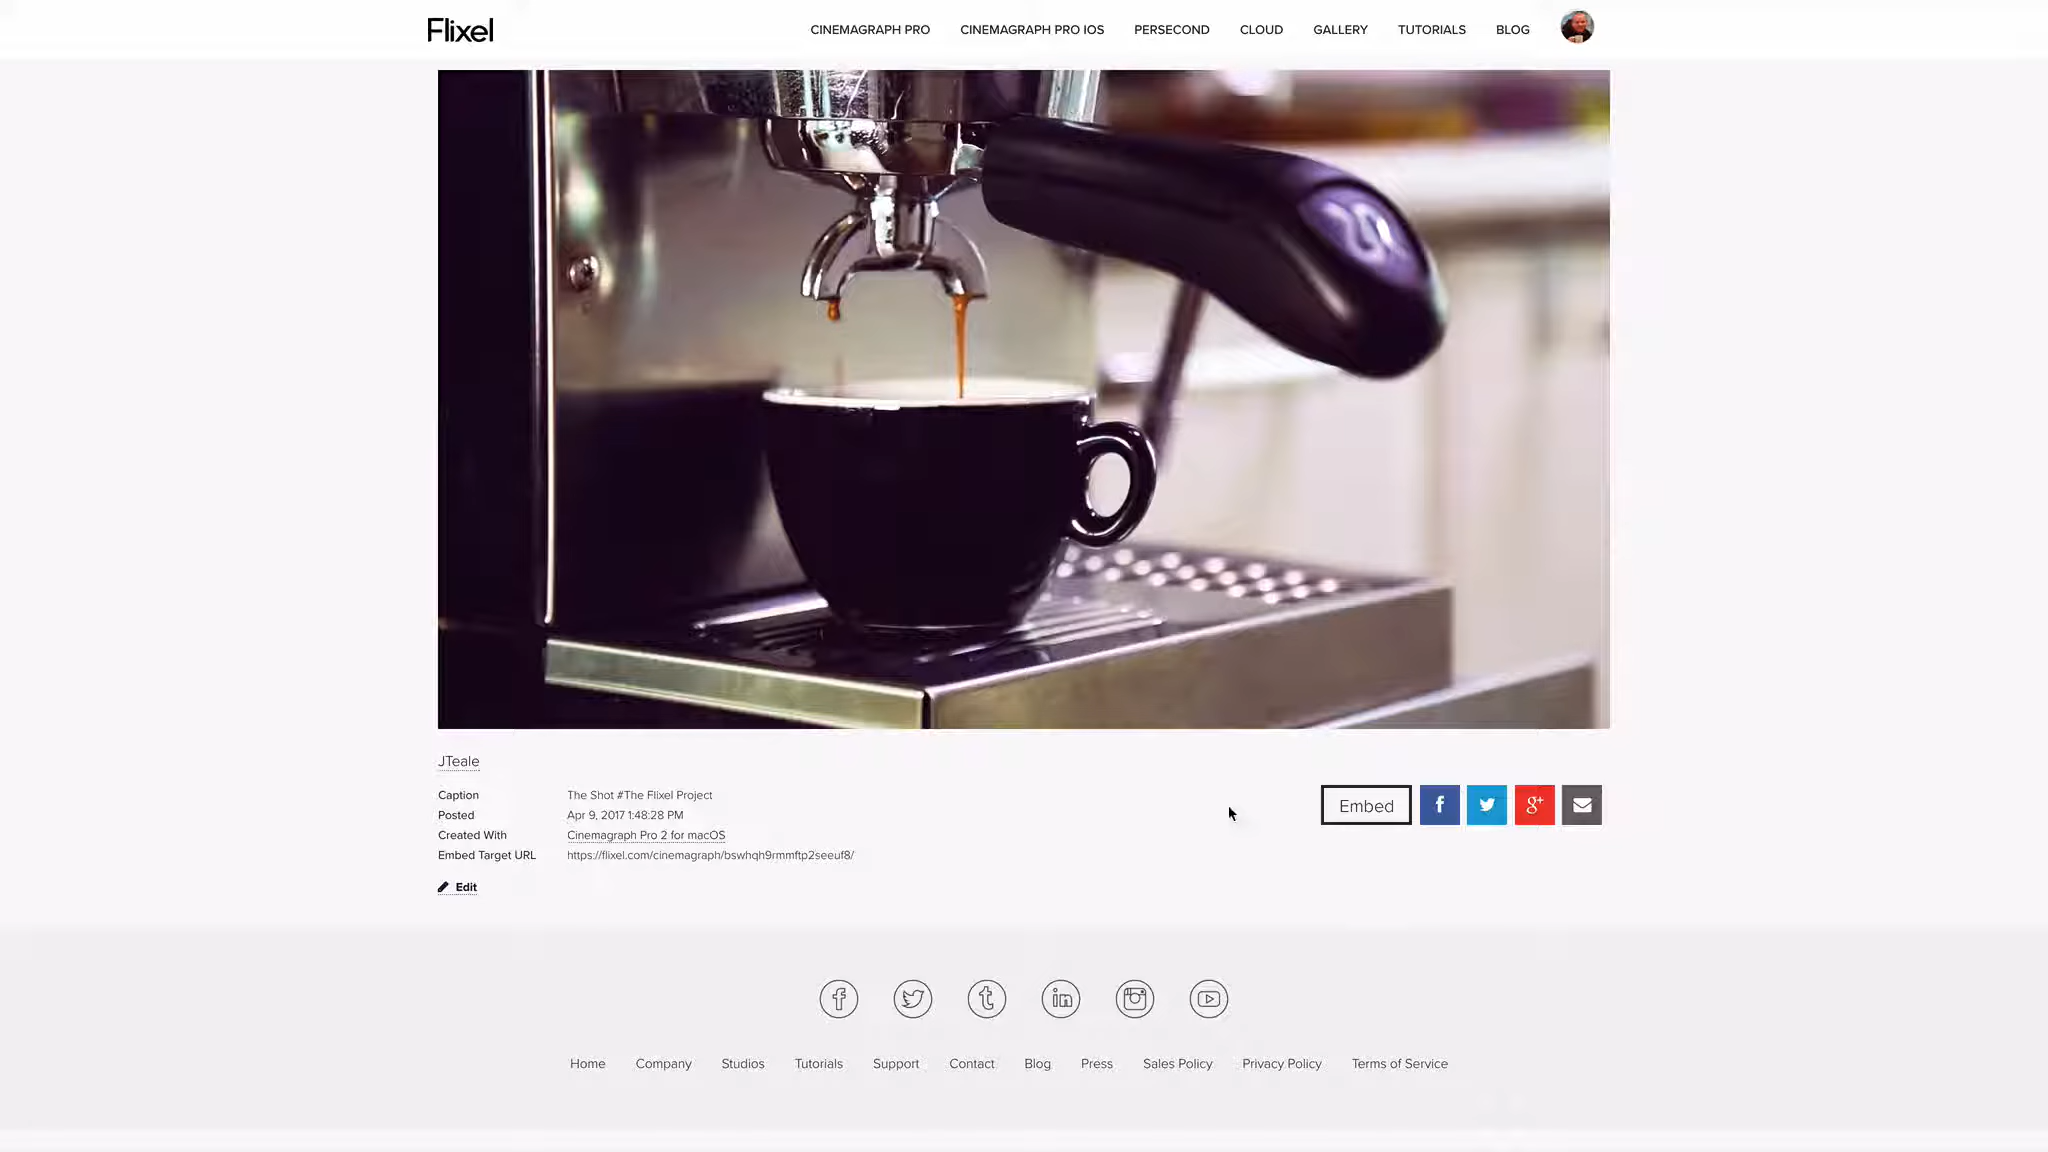 Flixel
CINEMAGRAPH PRO CINEMAGRAPH PRO IOS PERSECOND CLOUD GALLERY TUTORIALS BLOG
JTeale
Caption The Shot #The Flixel Project
Posted Apr 9, 2017 1:48:28 PM
Created With Cinemagraph Pro 2 for macOS
Embed Target URL https://flixel.com/cinemagraph/bswhqh9rmmftp2seeuf8/
Edit
Embed
Home Company Studios Tutorials Support Contact Blog Press Sales Policy Privacy Policy Terms of Service